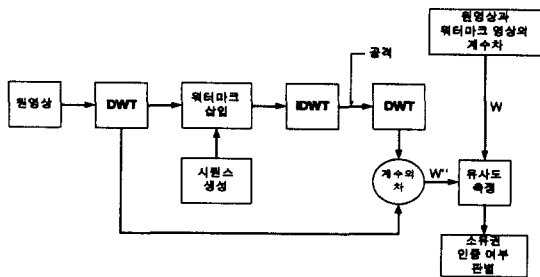 원영상과
워터마크 영상의
계수차
공격
원영상
DWT
워터마크
삽입
IDWT
DWT
W
시퀀스
생성
계수의
차
W''
유사도
측정
소유권
인증 여부
판별